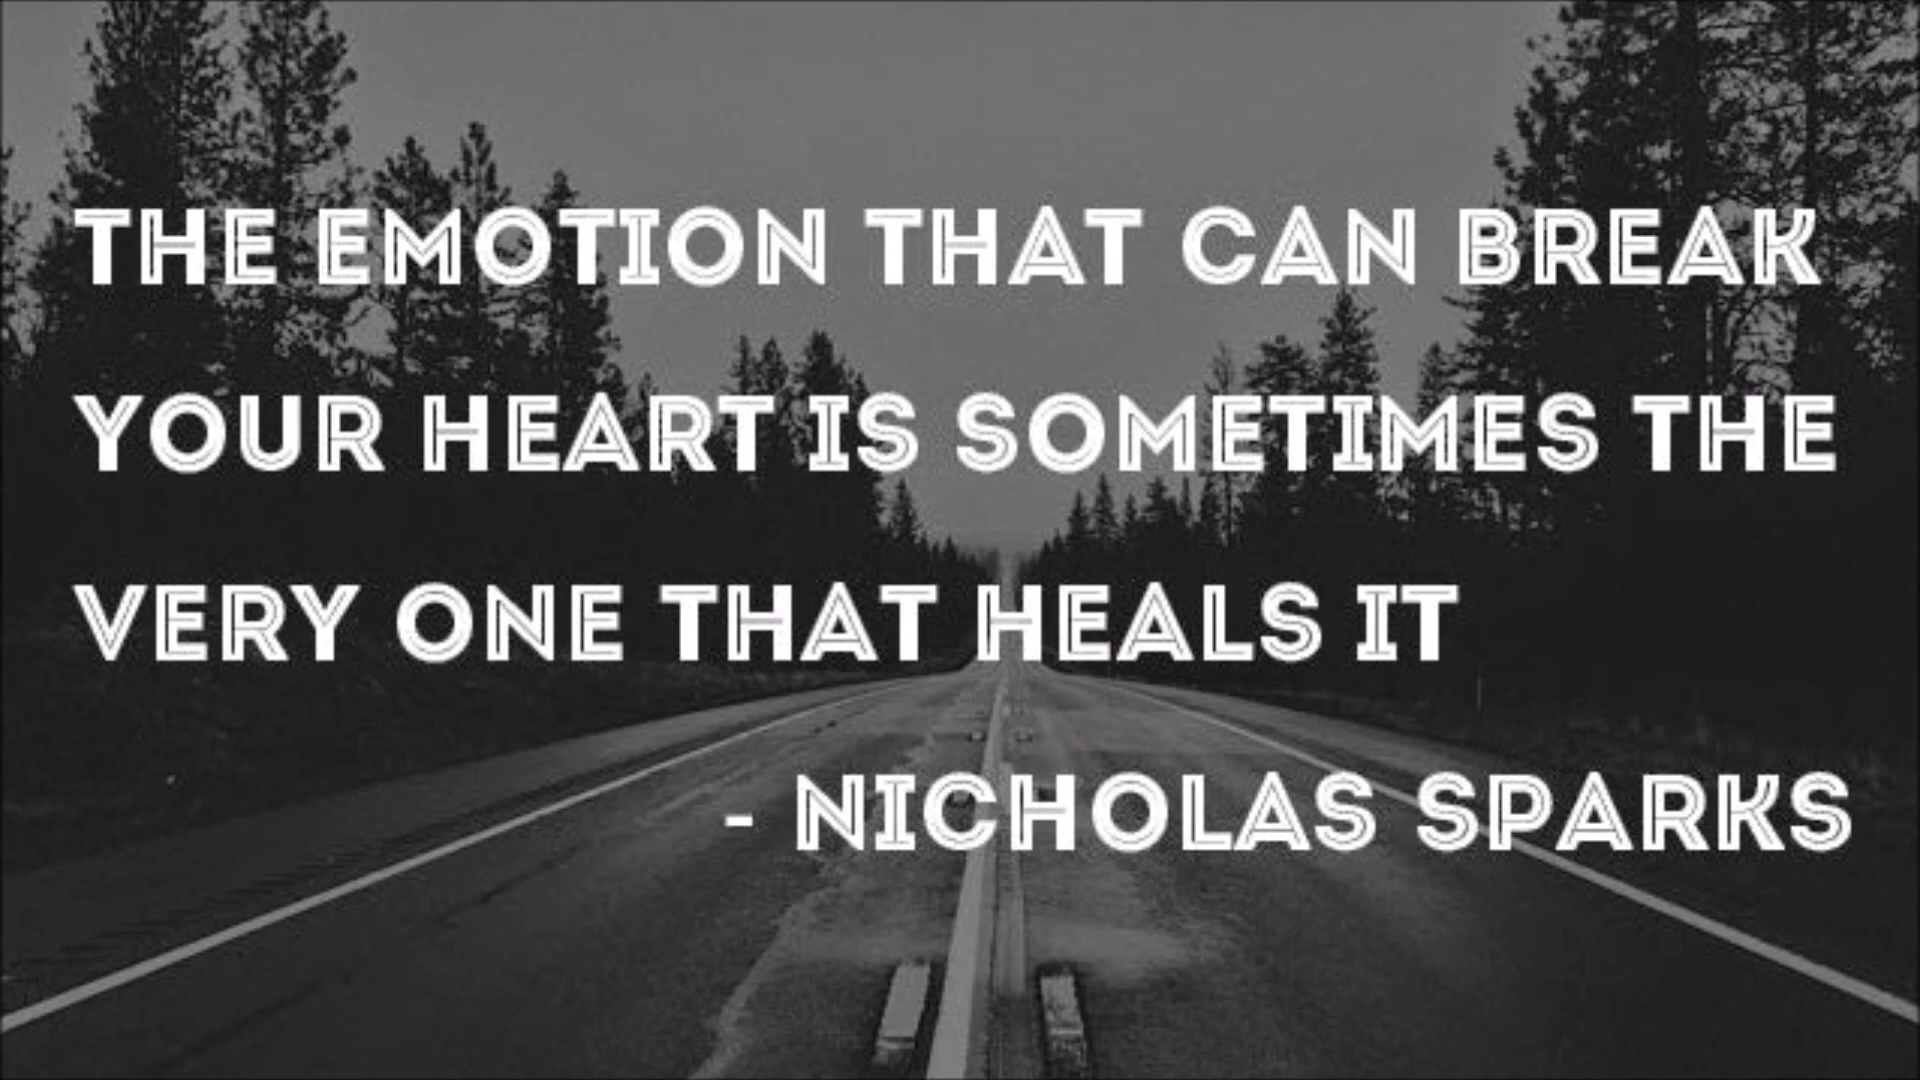 THE EMOTION THAT CAN BREAK
YOUR HEART IS SOMETIMES THE
VERY ONE THAT HEALS IT
- NICHOLAS SPARKS